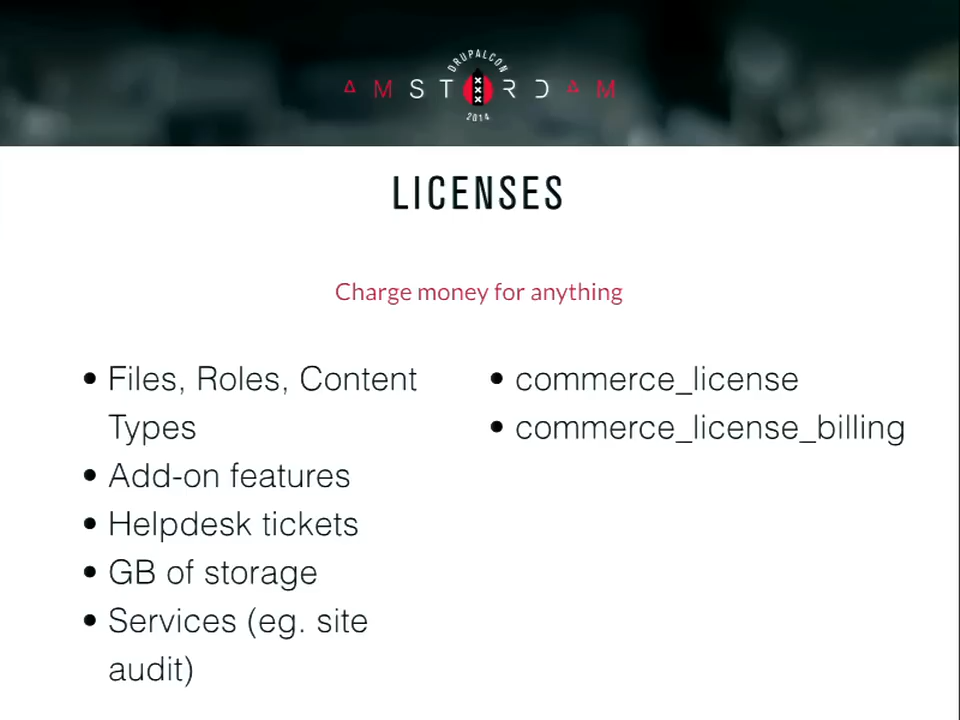 DRUPALCON
AMSTERDAM
2014
LICENSES
Charge money for anything
• Files, Roles, Content
Types
• Add-on features
• Helpdesk tickets
• GB of storage
• Services (eg. site
audit)
• commerce_license
• commerce_license_billing